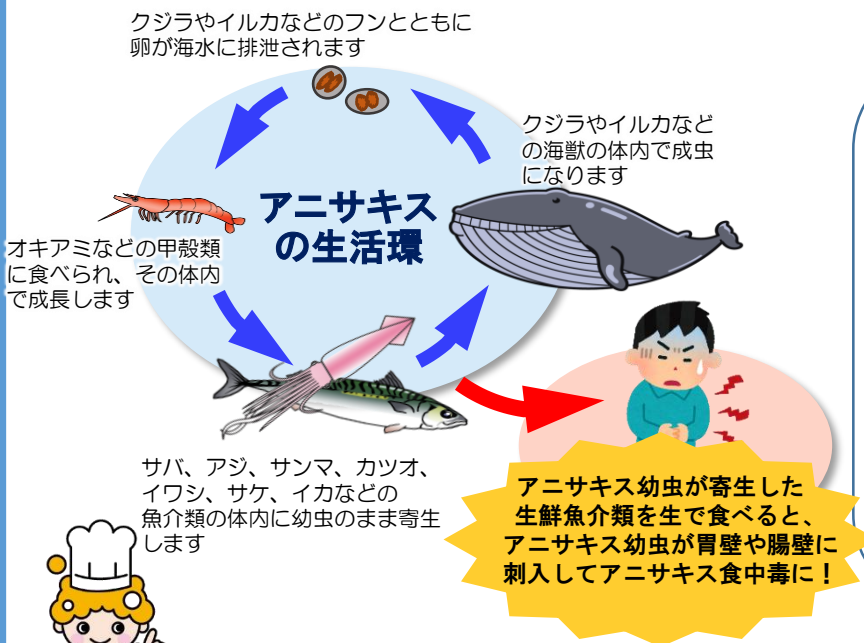 クジラやイルカなどのフンとともに
卵が海水に排泄されます
クジラやイルカなど
の海獣の体内で成虫
になります
アニサキス
の生活環
オキアミなどの甲殻類
に食べられ、その体内
で成長します
サバ、アジ、サンマ、カツオ、
イワシ、サケ、イカなどの
魚介類の体内に幼虫のまま寄生
します
アニサキス幼虫が寄生した
生鮮魚介類を生で食べると、
アニサキス幼虫が胃壁や腸壁に
刺入してアニサキス食中毒に!